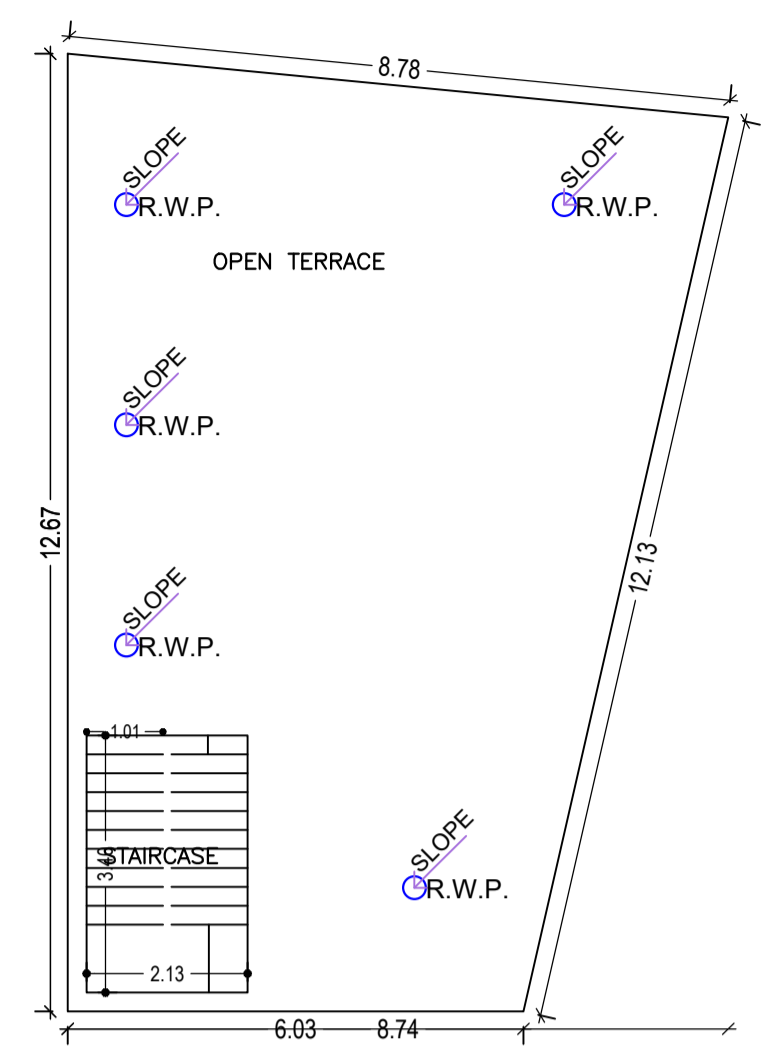 8.78
SLOPE
R.W.P.
SLOPE
R.W.P.
OPEN TERRACE
SLOPE
R.W.P.
12.67
12.13
SLOPE
R.W.P.
1.01
STAIRCASE
SLOPE
R.W.P.
2.13
6.03
8.74